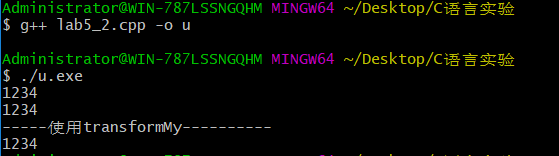 Administrator@WIN-787LSSNGQHM MINGW64 ~/Desktop/C语言实验
$ g++ lab5_2.cpp -o u
Administrator@WIN-787LSSNGQHM MINGW64 ~/Desktop/C语言实验
$ ./u.exe
1234
1234
-----使用transformMy----------
1234